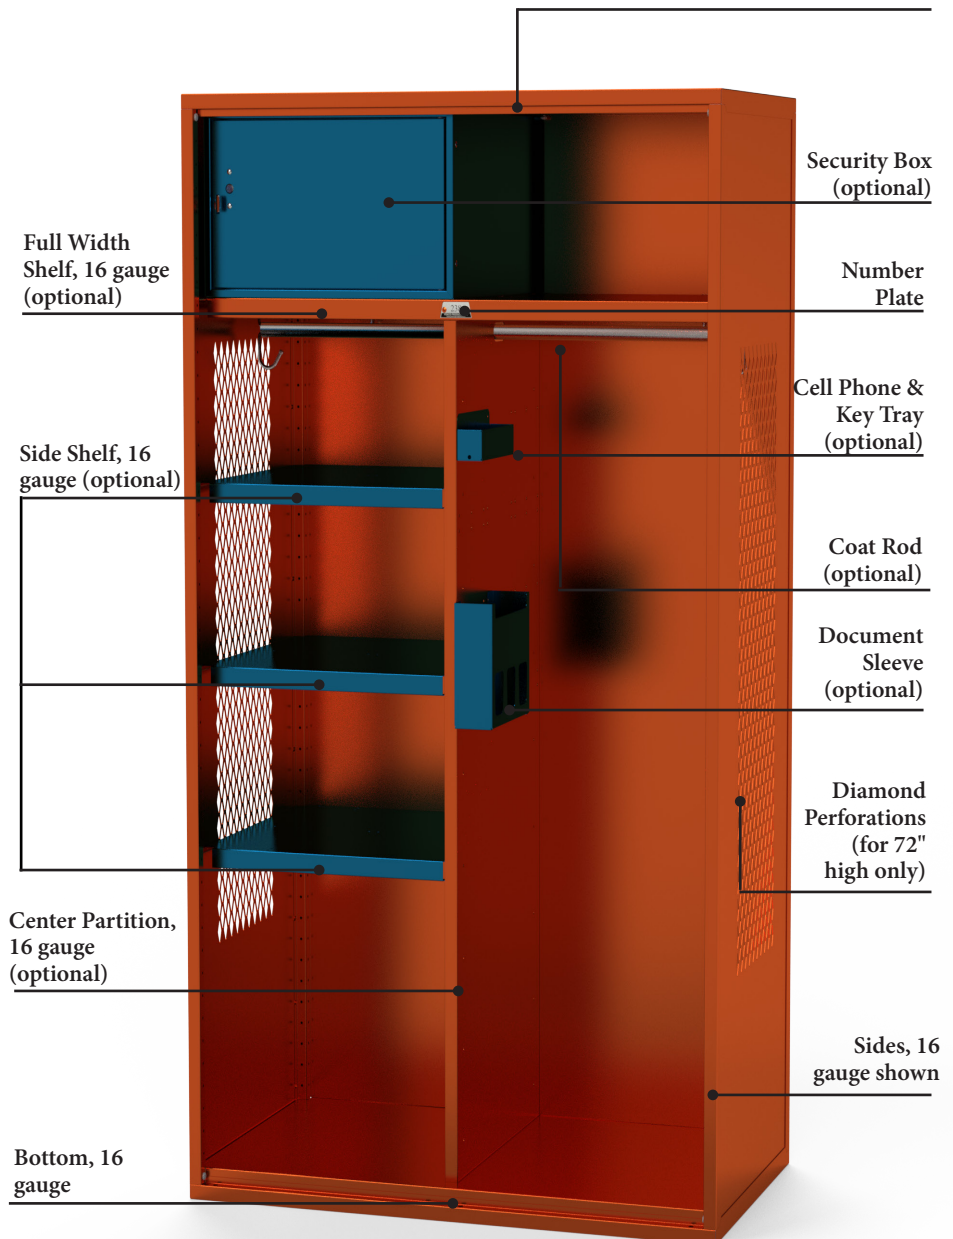 Security Box
(optional)
Full Width
Shelf, 16 gauge
(optional)
Number
Plate
Cell Phone &
Key Tray
(optional)
Side Shelf, 16
gauge (optional)
Coat Rod
(optional)
Document
Sleeve
(optional)
Diamond
Perforations
(for 72"
high only)
Center Partition,
16 gauge
(optional)
Sides, 16
gauge shown
Bottom, 16
gauge